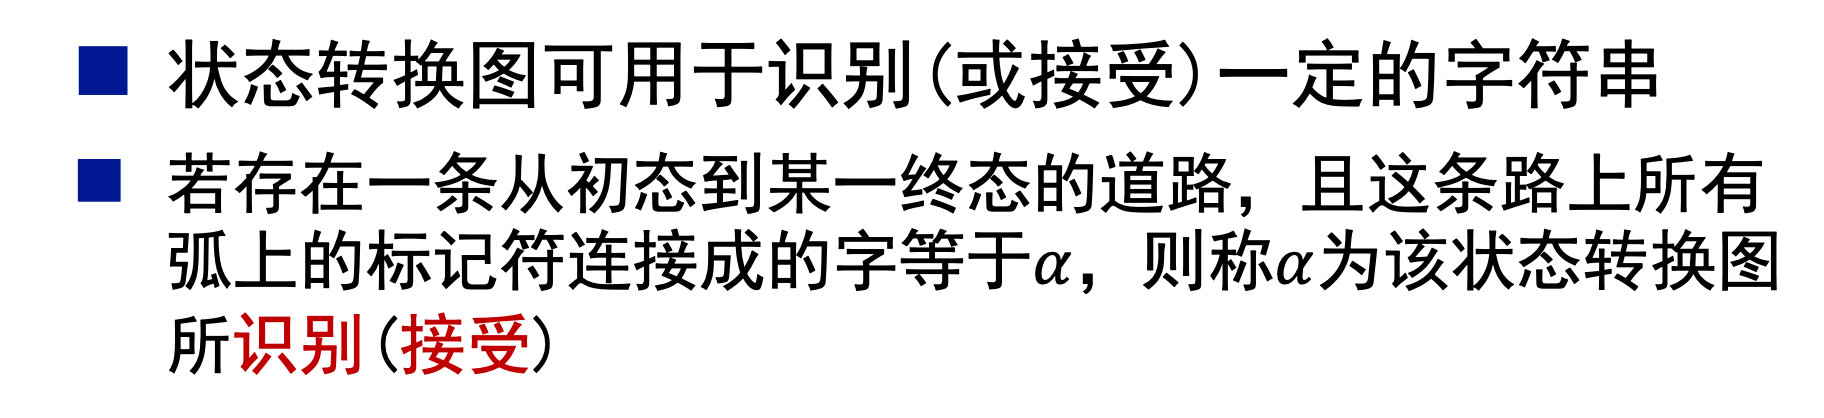 状态转换图可用于识别(或接受)一定的字符串
若存在一条从初态到某一终态的道路，且这条路上所有
弧上的标记符连接成的字等于α，则称α为该状态转换图
所识别(接受)